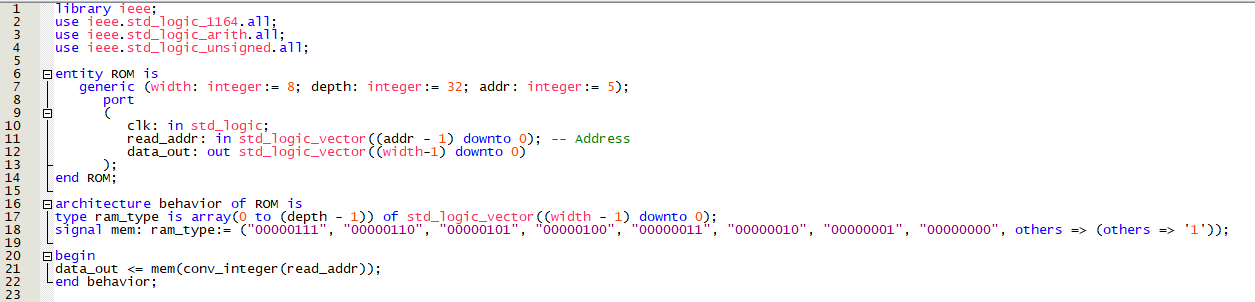 1 library ieee;
2 use ieee.std_logic_1164.all;
3 use ieee.std_logic_arith.all;
4 use ieee.std_logic_unsigned.all;
5
6 entity ROM is
7    generic (width: integer:= 8; depth: integer:= 32; addr: integer:= 5);
8       port
9       (
10          clk: in std_logic;
11          read_addr: in std_logic_vector((addr - 1) downto 0); -- Address
12          data_out: out std_logic_vector((width-1) downto 0)
13       );
14 end ROM;
15
16 architecture behavior of ROM is
17 type ram_type is array(0 to (depth - 1)) of std_logic_vector((width - 1) downto 0);
18 signal mem: ram_type:= ("00000111", "00000110", "00000101", "00000100", "00000011", "00000010", "00000001", "00000000", others => (others => '1'));
19
20 begin
21 data_out <= mem(conv_integer(read_addr));
22 end behavior;
23